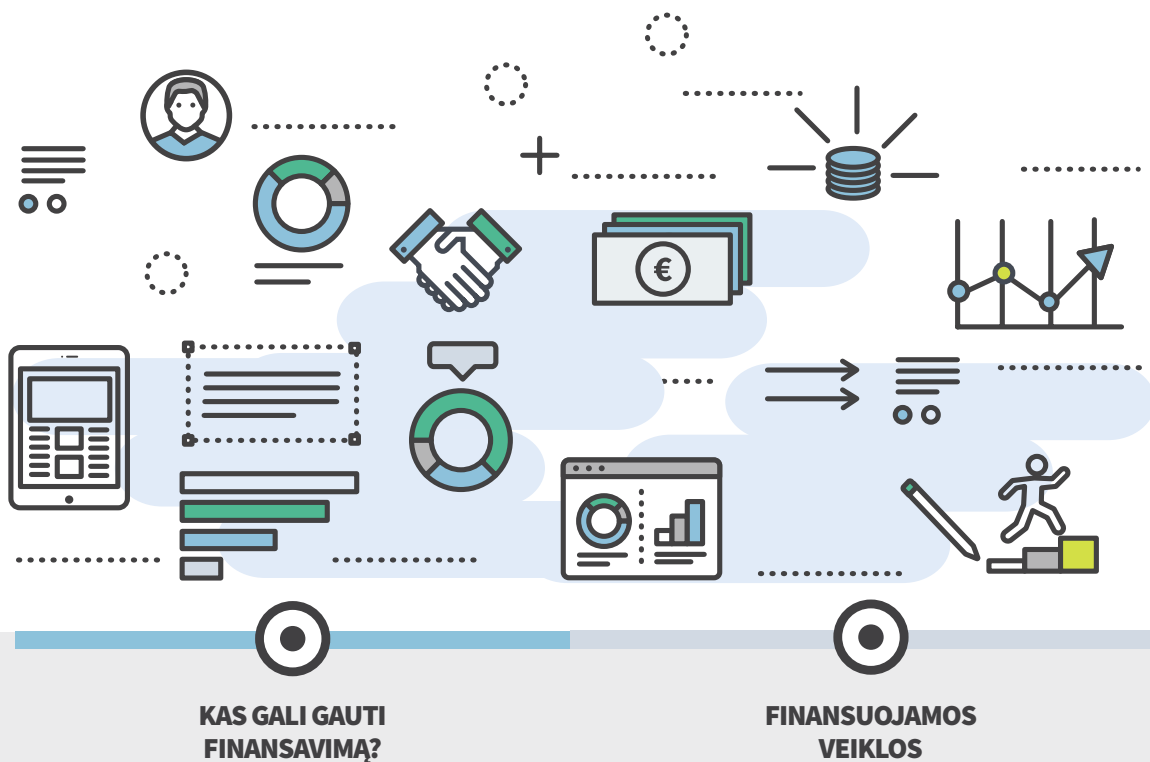 €
KAS GALI GAUTI
FINANSAVIMĄ?
FINANSUOJAMOS
VEIKLOS